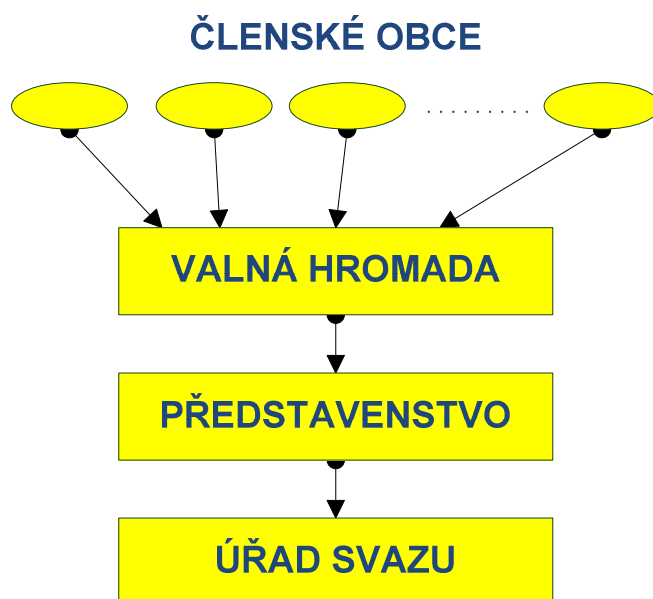 ČLENSKÉ OBCE
. . . . . . . . .
VALNÁ HROMADA
PŘEDSTAVENSTVO
ÚŘAD SVAZU